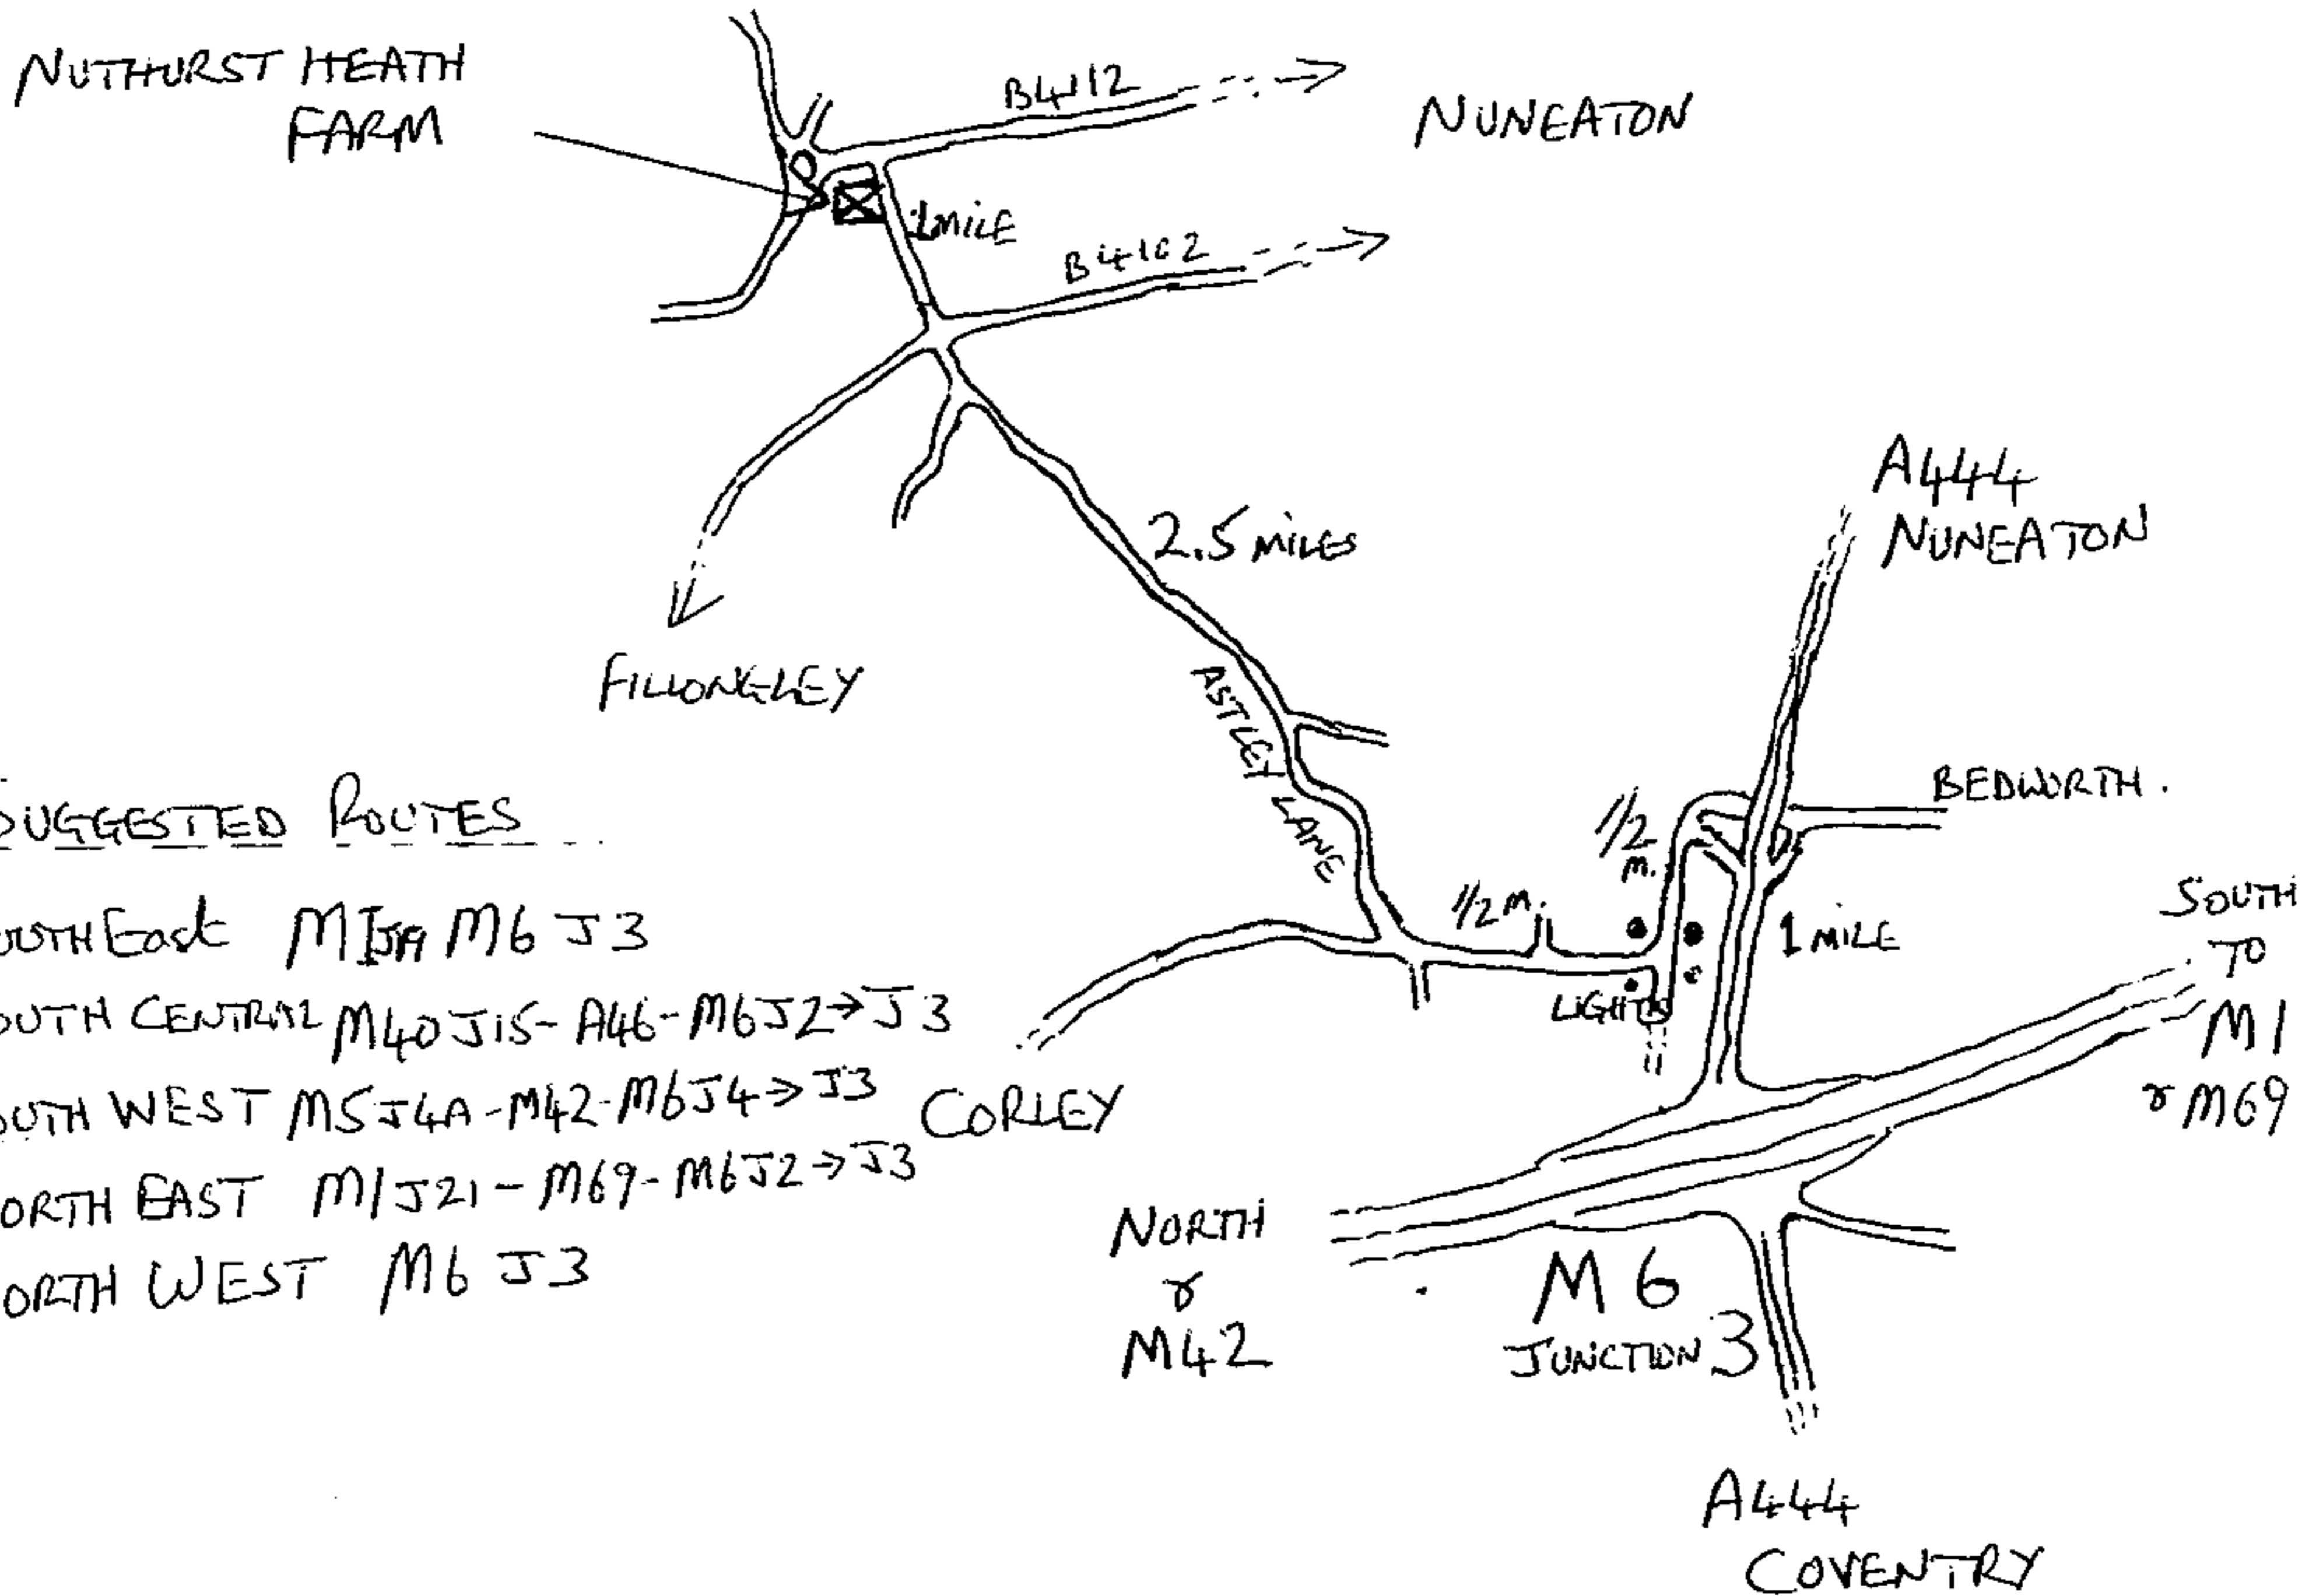 NUTHURST HEATH
FARM
B4112
NUNEATON
1 MILE
B4102
A444
NUNEATON
2.5 MILES
FILLONGLEY
ASTLEY LANE
BEDWORTH.
1/2
M.
1/2 M.
1 MILE
LIGHTS
SOUTH
TO
M1
& M69
SUGGESTED ROUTES
OUTH East M1 M6 J3
OUTH CENTRAL M40 J15 - A46 - M6 J2 → J3
OUTH WEST M5 J4A - M42 - M6 J4 → J3
ORTH EAST M1 J21 - M69 - M6 J2 → J3
ORTH WEST M6 J3
CORLEY
NORTH
&
M42
M6
JUNCTION 3
A444
COVENTRY